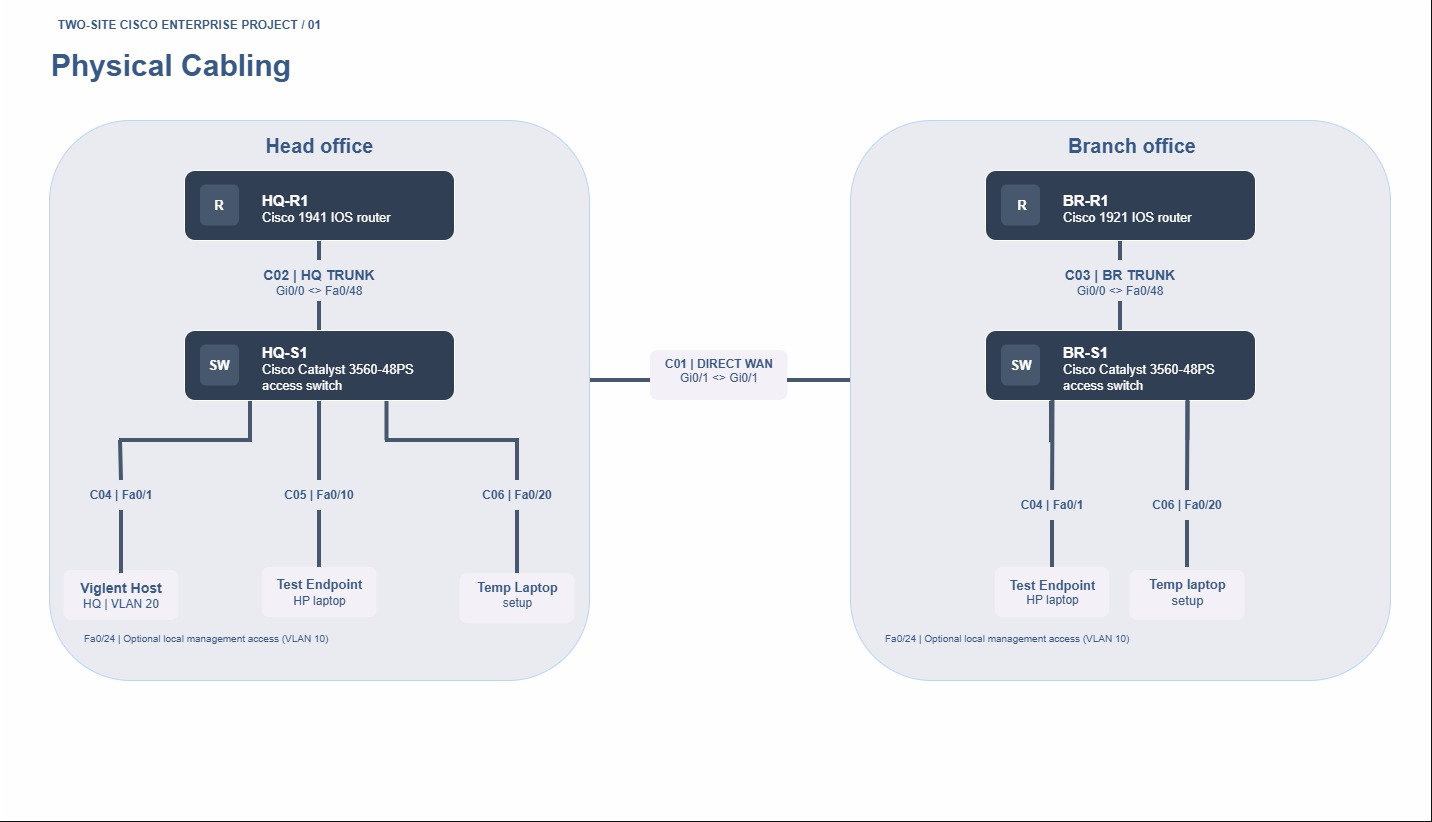 TWO-SITE CISCO ENTERPRISE PROJECT / 01
Physical Cabling
Head office
R
HQ-R1
Cisco 1941 IOS router
C02 | HQ TRUNK
Gi0/0 <> Fa0/48
SW
HQ-S1
Cisco Catalyst 3560-48PS
access switch
C04 | Fa0/1
C05 | Fa0/10
C06 | Fa0/20
Viglent Host
HQ | VLAN 20
Test Endpoint
HP laptop
Temp Laptop
setup
Fa0/24 | Optional local management access (VLAN 10)
C01 | DIRECT WAN
Gi0/1 <> Gi0/1
Branch office
R
BR-R1
Cisco 1921 IOS router
C03 | BR TRUNK
Gi0/0 <> Fa0/48
SW
BR-S1
Cisco Catalyst 3560-48PS
access switch
C04 | Fa0/1
C06 | Fa0/20
Test Endpoint
HP laptop
Temp laptop
setup
Fa0/24 | Optional local management access (VLAN 10)